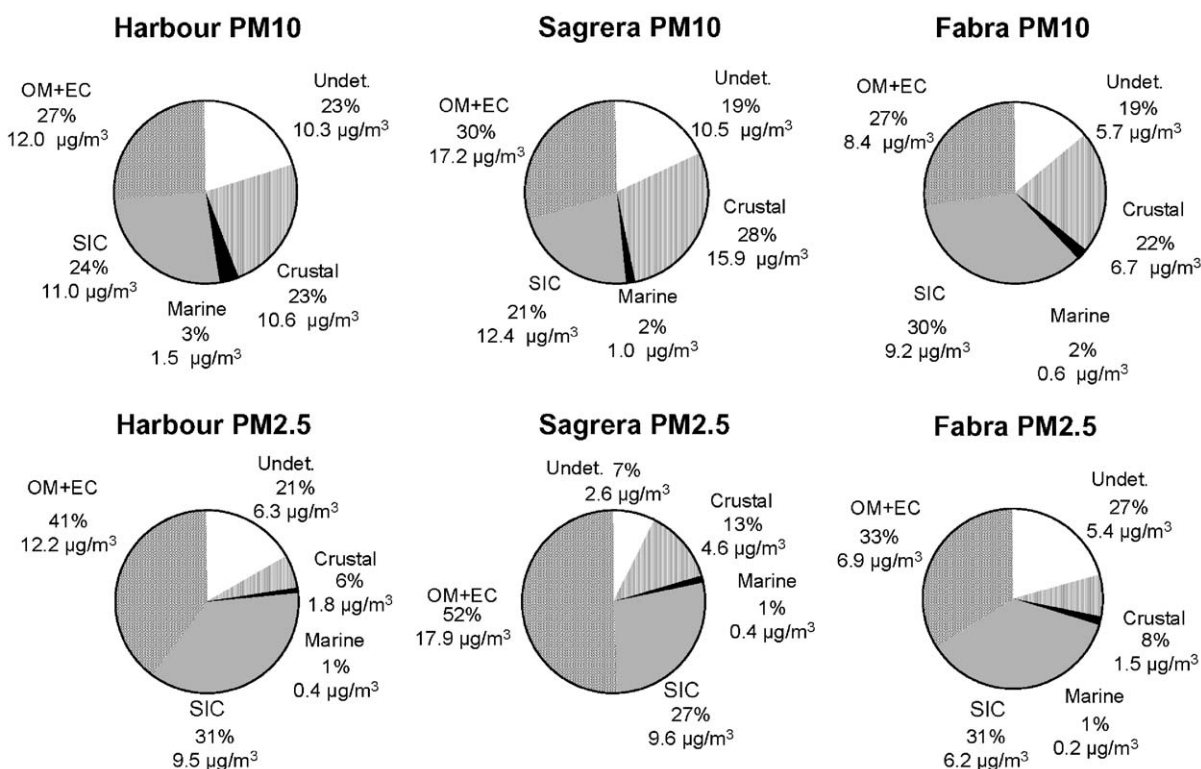 Harbour PM10
OM+EC
27%
12.0 µg/m³
Undet.
23%
10.3 µg/m³
SIC
24%
11.0 µg/m³
Marine
3%
1.5 µg/m³
Crustal
23%
10.6 µg/m³
Sagrera PM10
OM+EC
30%
17.2 µg/m³
Undet.
19%
10.5 µg/m³
Crustal
28%
15.9 µg/m³
SIC
21%
12.4 µg/m³
Marine
2%
1.0 µg/m³
Fabra PM10
OM+EC
27%
8.4 µg/m³
Undet.
19%
5.7 µg/m³
Crustal
22%
6.7 µg/m³
SIC
30%
9.2 µg/m³
Marine
2%
0.6 µg/m³
Harbour PM2.5
OM+EC
41%
12.2 µg/m³
Undet.
21%
6.3 µg/m³
Crustal
6%
1.8 µg/m³
Marine
1%
0.4 µg/m³
SIC
31%
9.5 µg/m³
Sagrera PM2.5
Undet. 7%
2.6 µg/m³
Crustal
13%
4.6 µg/m³
Marine
1%
0.4 µg/m³
OM+EC
52%
17.9 µg/m³
SIC
27%
9.6 µg/m³
Fabra PM2.5
OM+EC
33%
6.9 µg/m³
Undet.
27%
5.4 µg/m³
Crustal
8%
1.5 µg/m³
Marine
1%
0.2 µg/m³
SIC
31%
6.2 µg/m³